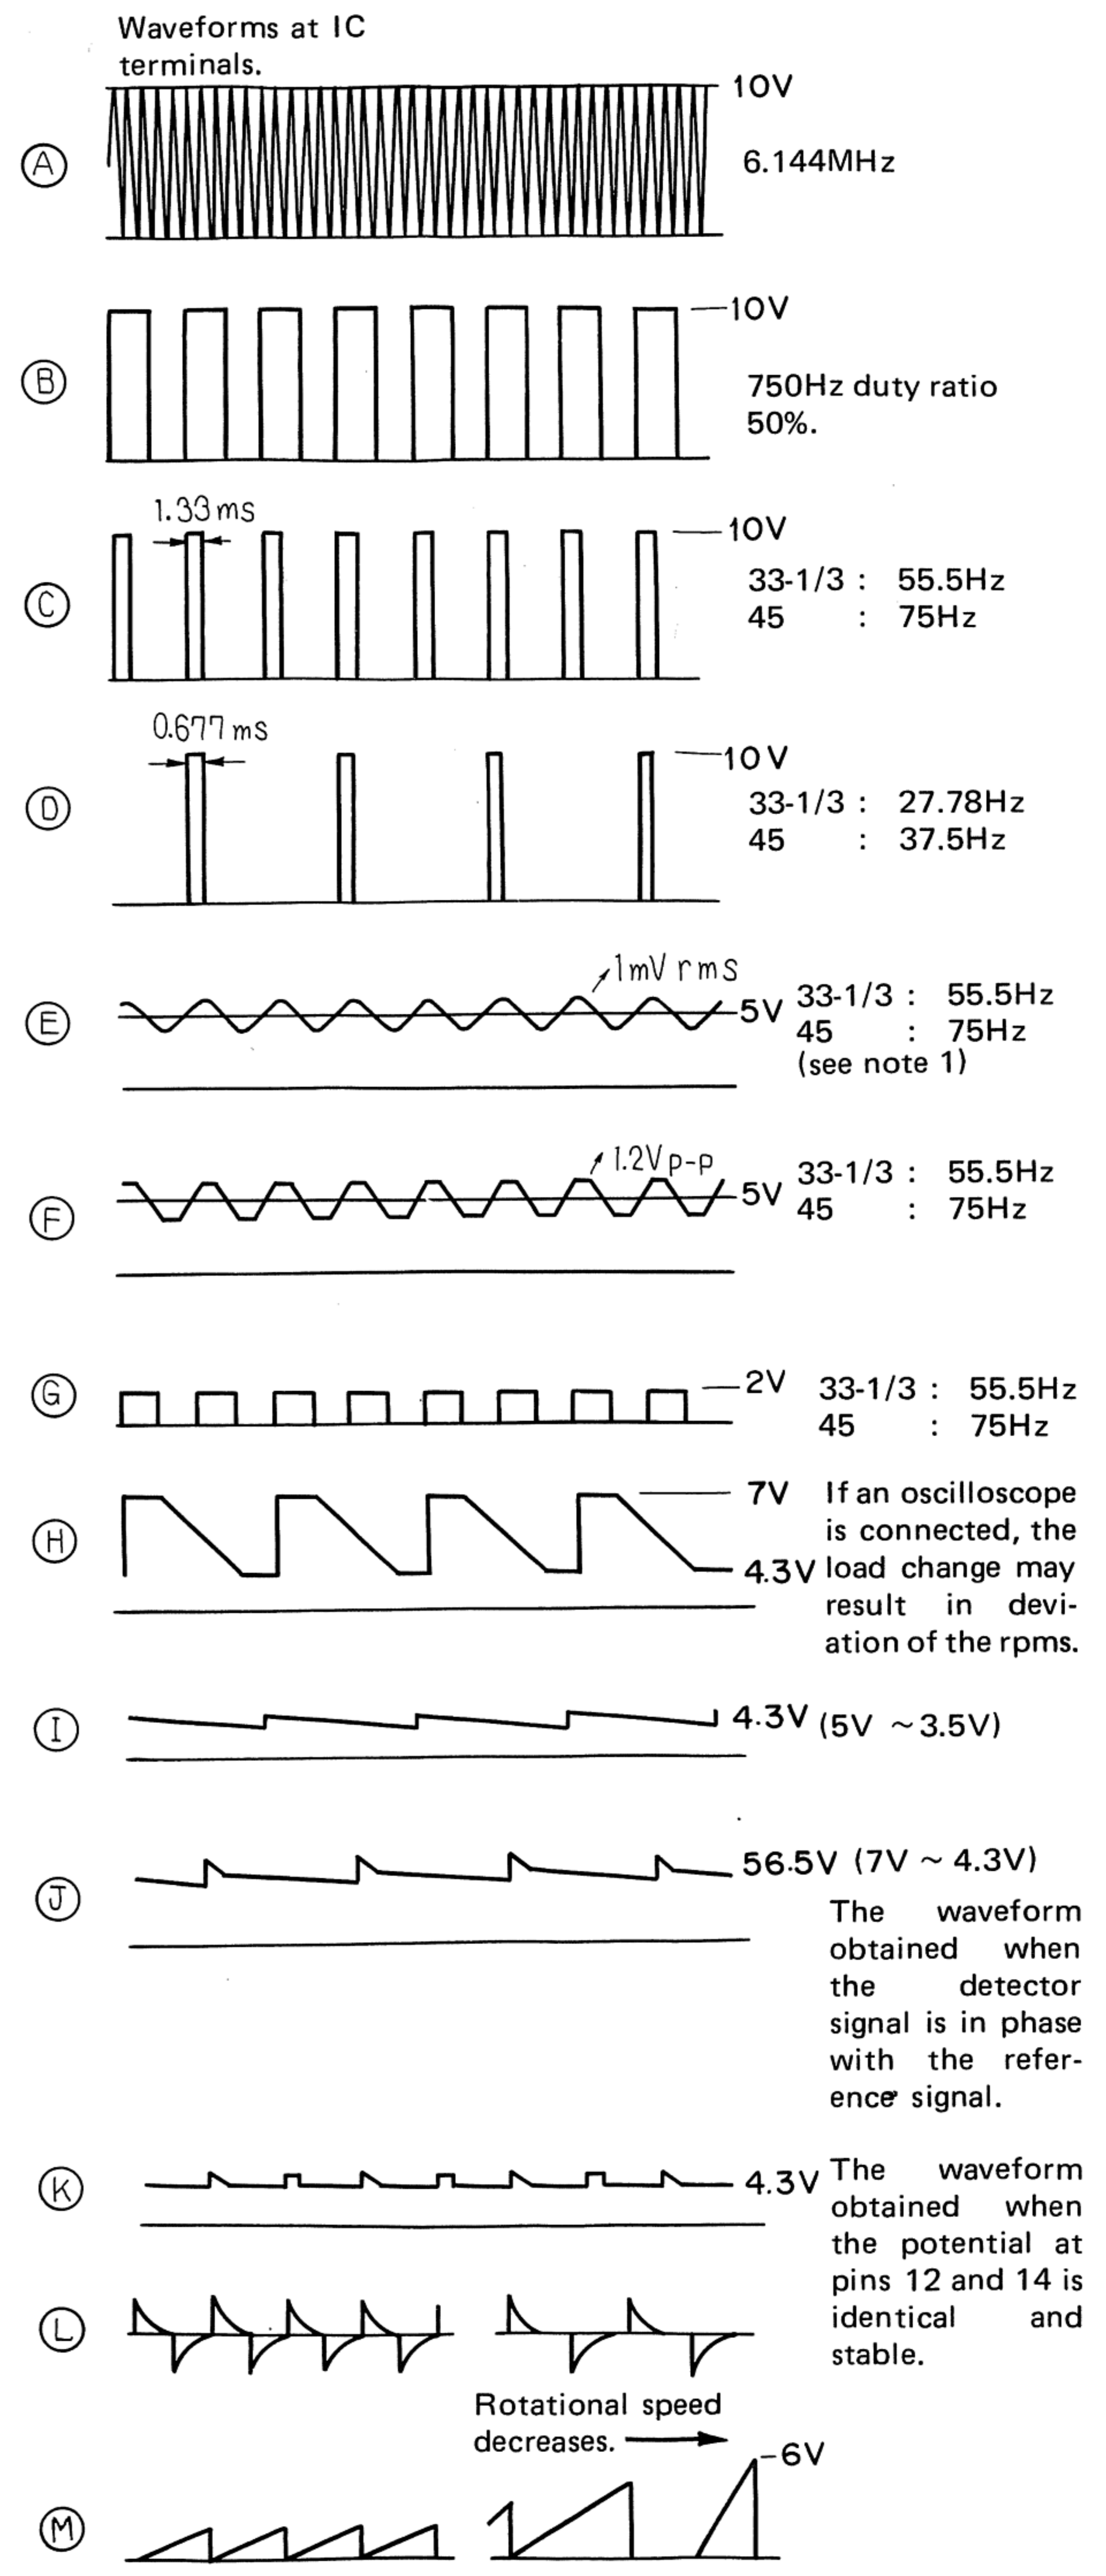 Waveforms at IC
terminals.
10V
A
6.144MHz
10V
B
750Hz duty ratio
50%.
1.33ms
10V
C
33-1/3 : 55.5Hz
45 : 75Hz
0.677ms
10V
D
33-1/3 : 27.78Hz
45 : 37.5Hz
1mV rms
E
5V
33-1/3 : 55.5Hz
45 : 75Hz
(see note 1)
1.2Vp-p
F
5V
33-1/3 : 55.5Hz
45 : 75Hz
G
2V
33-1/3 : 55.5Hz
45 : 75Hz
H
7V
4.3V
If an oscilloscope
is connected, the
load change may
result in devi-
ation of the rpms.
I
4.3V (5V ~3.5V)
J
56.5V (7V ~ 4.3V)
The waveform
obtained when
the detector
signal is in phase
with the refer-
ence signal.
K
4.3V
The waveform
obtained when
the potential at
pins 12 and 14 is
identical and
stable.
L
Rotational speed
decreases.
6V
M